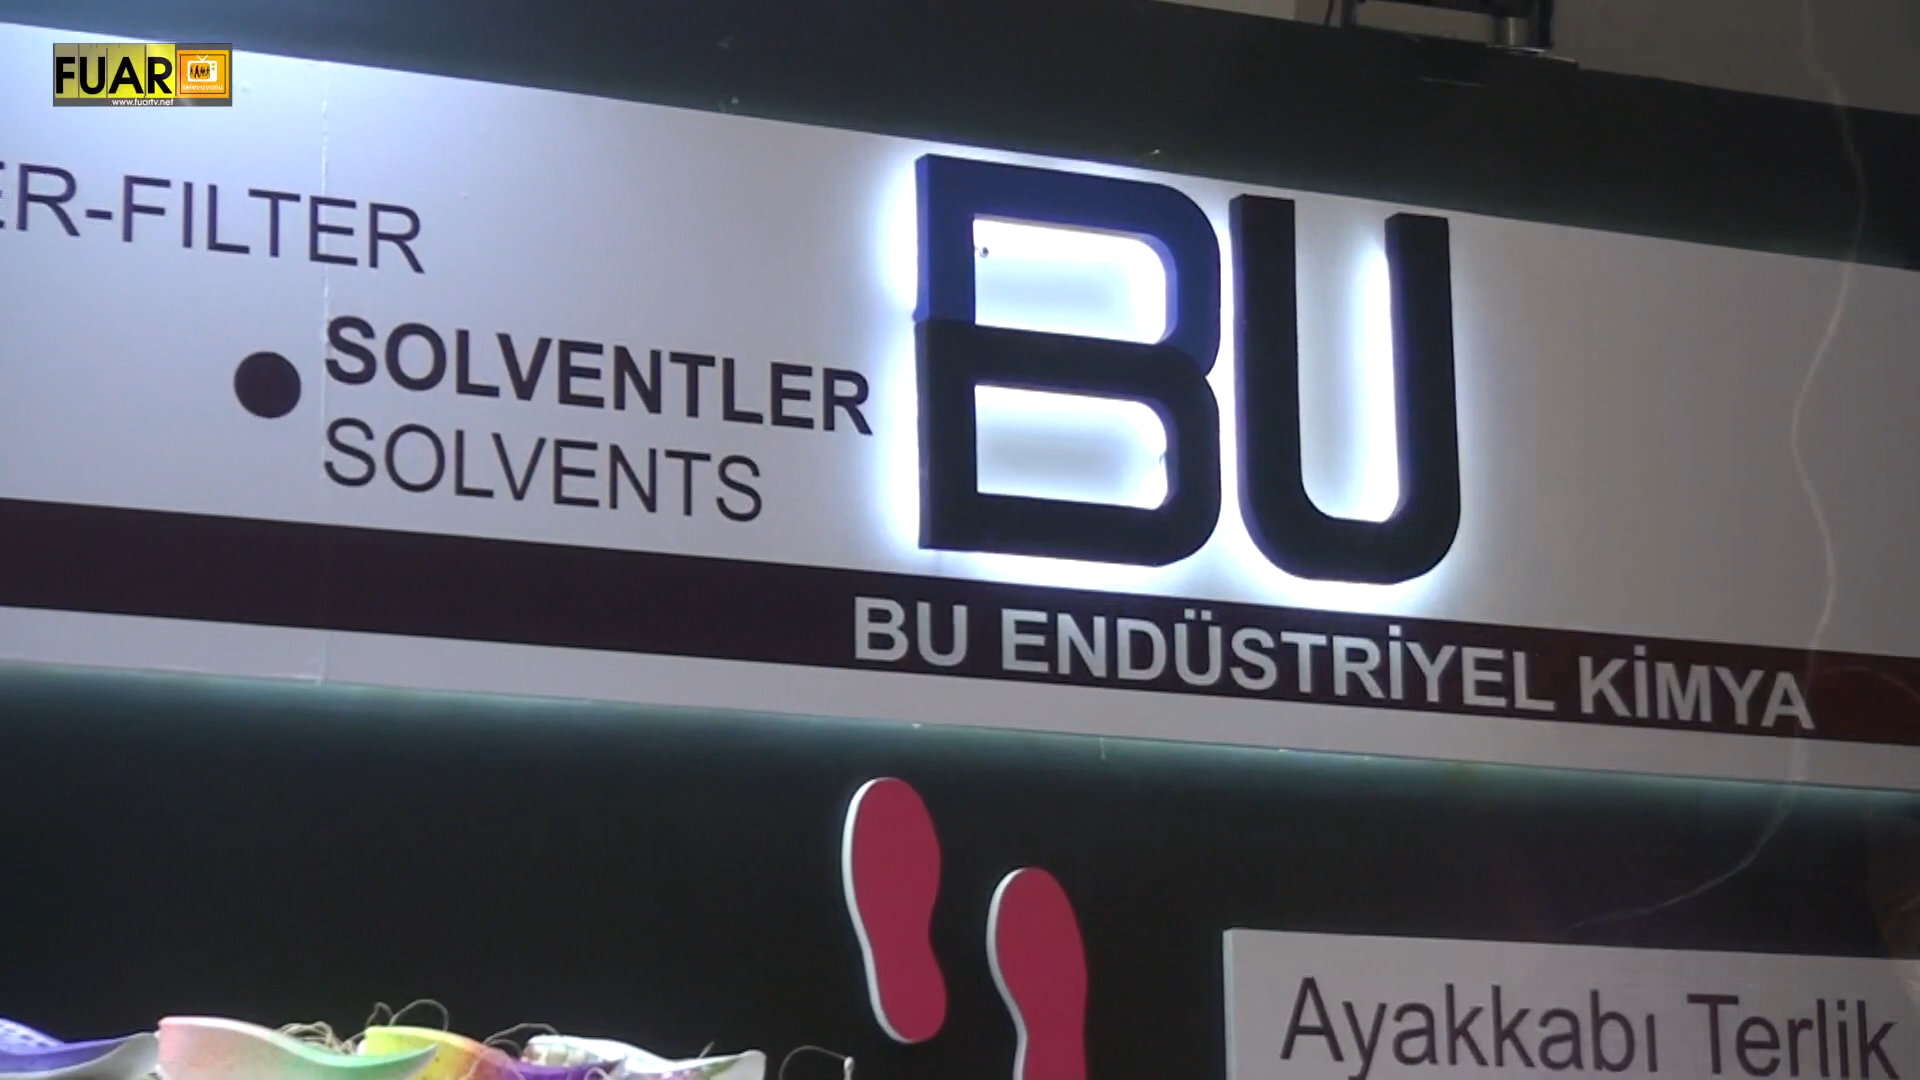 FUAR
www.fuartv.net
ER-FILTER
SOLVENTLER
SOLVENTS
BU
BU ENDÜSTRİYEL KİMYA
Ayakkabı Terlik